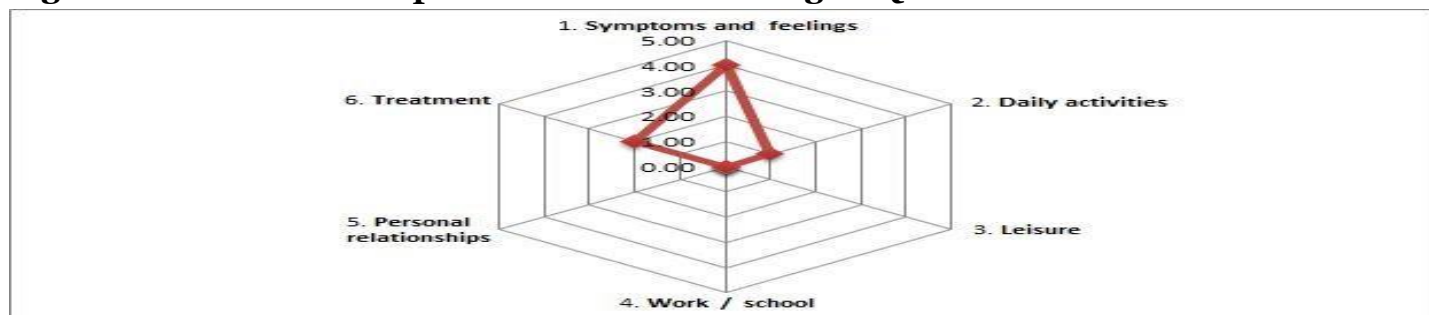 1. Symptoms and feelings
5.00
4.00
6. Treatment
2. Daily activities
3.00
2.00
1.00
0.00
5. Personal
relationships
3. Leisure
4. Work / school